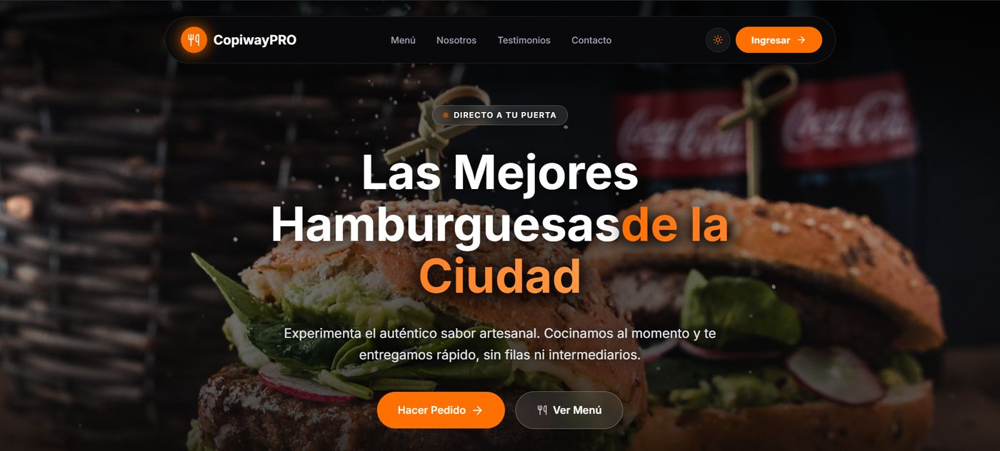 CopiwayPRO
Menú
Nosotros
Testimonios
Contacto
Ingresar
DIRECTO A TU PUERTA
Coca-Cola
Coca-Cola
Las Mejores
Hamburguesasde la
Ciudad
Experimenta el auténtico sabor artesanal. Cocinamos al momento y te
entregamos rápido, sin filas ni intermediarios.
Hacer Pedido
Ver Menú